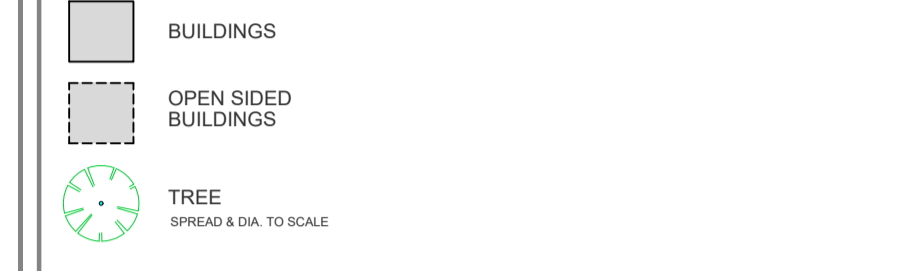 BUILDINGS
OPEN SIDED
BUILDINGS
TREE
SPREAD & DIA. TO SCALE